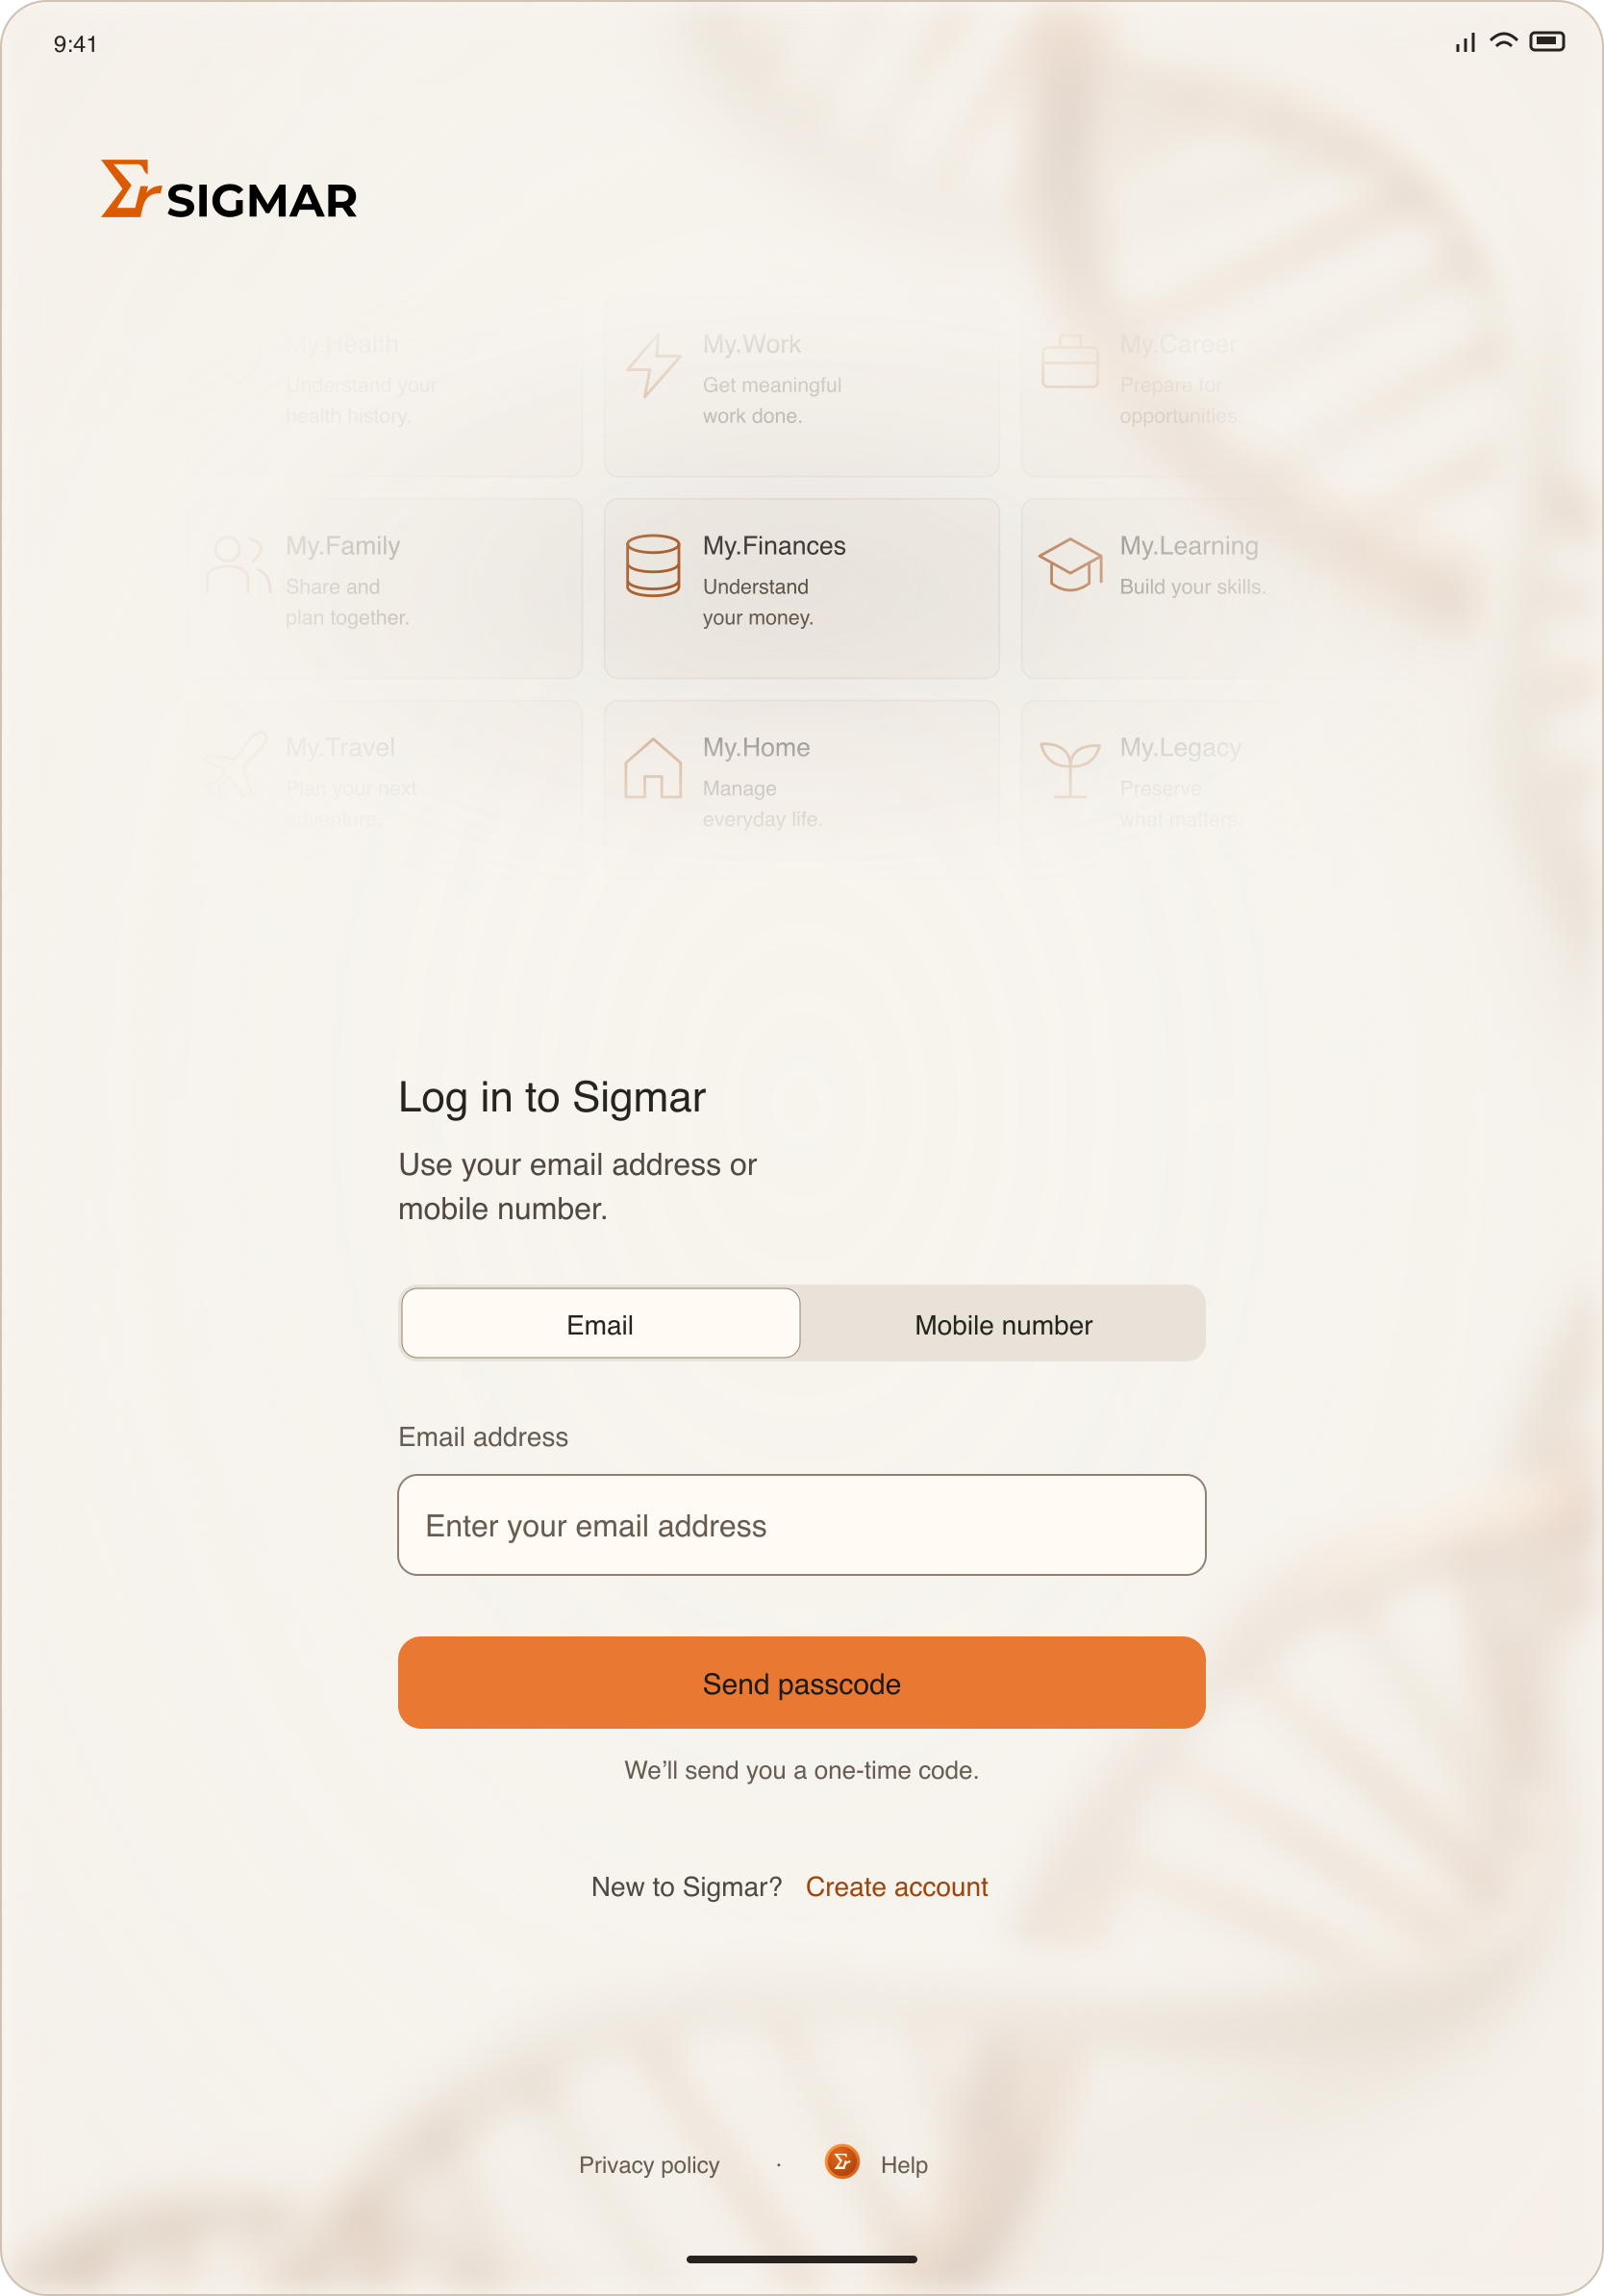 9:41
Σr SIGMAR
My.Health
Understand your
health history.
My.Work
Get meaningful
work done.
My.Career
Prepare for
opportunities.
My.Family
Share and
plan together.
My.Finances
Understand
your money.
My.Learning
Build your skills.
My.Travel
Plan your next
adventure.
My.Home
Manage
everyday life.
My.Legacy
Preserve
what matters.
Log in to Sigmar
Use your email address or
mobile number.
Email
Mobile number
Email address
Enter your email address
Send passcode
We’ll send you a one-time code.
New to Sigmar? Create account
Privacy policy · Σr Help